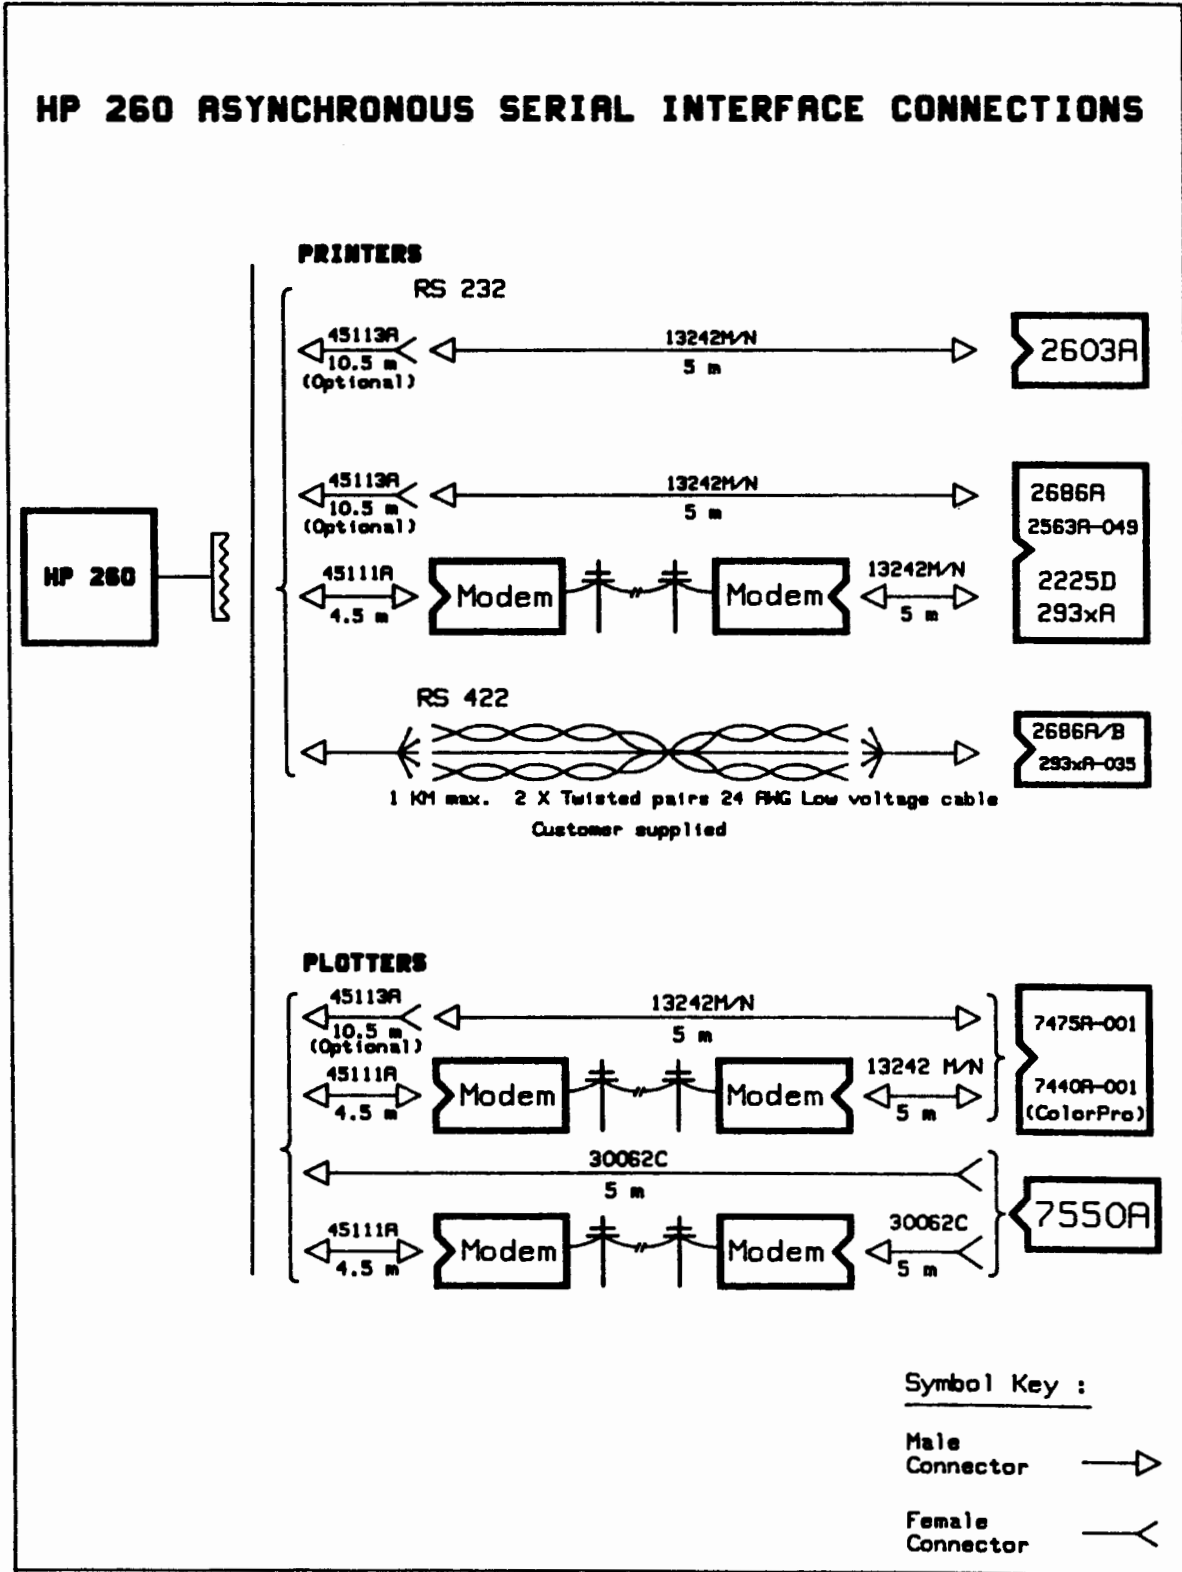 HP 260 ASYNCHRONOUS SERIAL INTERFACE CONNECTIONS
PRINTERS
RS 232
45113A
10.5 m
(Optional)
13242M/N
5 m
2603A
45113A
10.5 m
(Optional)
13242M/N
5 m
2686A
2563A-049
2225D
293xA
HP 260
45111A
4.5 m
Modem
Modem
13242M/N
5 m
RS 422
2686A/B
293xA-035
1 KM max. 2 X Twisted pairs 24 AWG Low voltage cable
Customer supplied
PLOTTERS
45113A
10.5 m
(Optional)
13242M/N
5 m
7475A-001
7440A-001
(ColorPro)
45111A
4.5 m
Modem
Modem
13242 M/N
5 m
30062C
5 m
7550A
45111A
4.5 m
Modem
Modem
30062C
5 m
Symbol Key :
Male
Connector
Female
Connector